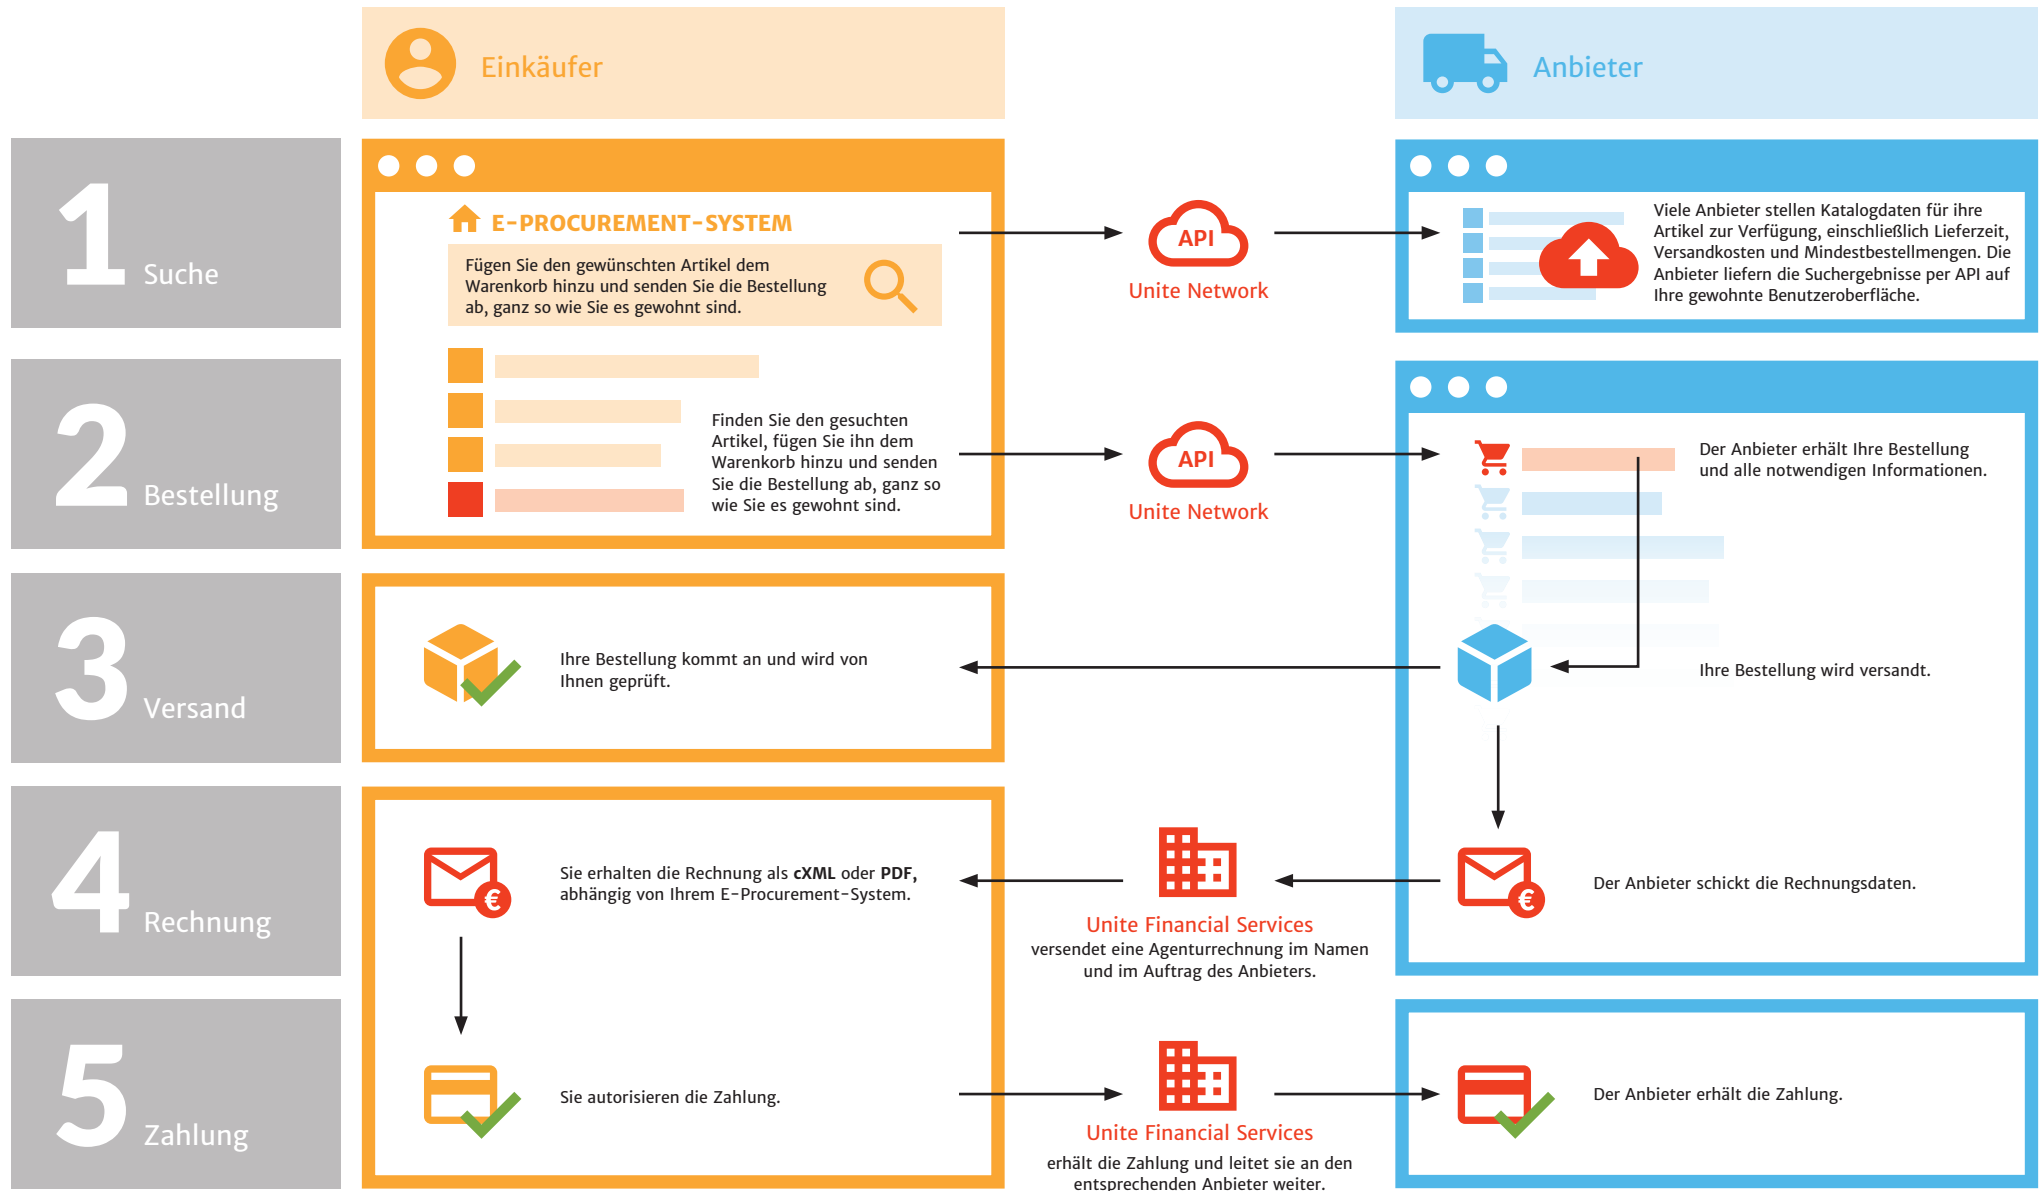 Einkäufer
Anbieter
1
Suche
E-PROCUREMENT-SYSTEM
Fügen Sie den gewünschten Artikel dem
Warenkorb hinzu und senden Sie die Bestellung
ab, ganz so wie Sie es gewohnt sind.
API
Unite Network
Viele Anbieter stellen Katalogdaten für ihre
Artikel zur Verfügung, einschließlich Lieferzeit,
Versandkosten und Mindestbestellmengen. Die
Anbieter liefern die Suchergebnisse per API auf
Ihre gewohnte Benutzeroberfläche.
2
Bestellung
Finden Sie den gesuchten
Artikel, fügen Sie ihn dem
Warenkorb hinzu und senden
Sie die Bestellung ab, ganz so
wie Sie es gewohnt sind.
API
Unite Network
Der Anbieter erhält Ihre Bestellung
und alle notwendigen Informationen.
3
Versand
Ihre Bestellung kommt an und wird von
Ihnen geprüft.
Ihre Bestellung wird versandt.
4
Rechnung
€
Sie erhalten die Rechnung als cXML oder PDF,
abhängig von Ihrem E-Procurement-System.
Unite Financial Services
versendet eine Agenturrechnung im Namen
und im Auftrag des Anbieters.
€
Der Anbieter schickt die Rechnungsdaten.
5
Zahlung
Sie autorisieren die Zahlung.
Unite Financial Services
erhält die Zahlung und leitet sie an den
entsprechenden Anbieter weiter.
Der Anbieter erhält die Zahlung.